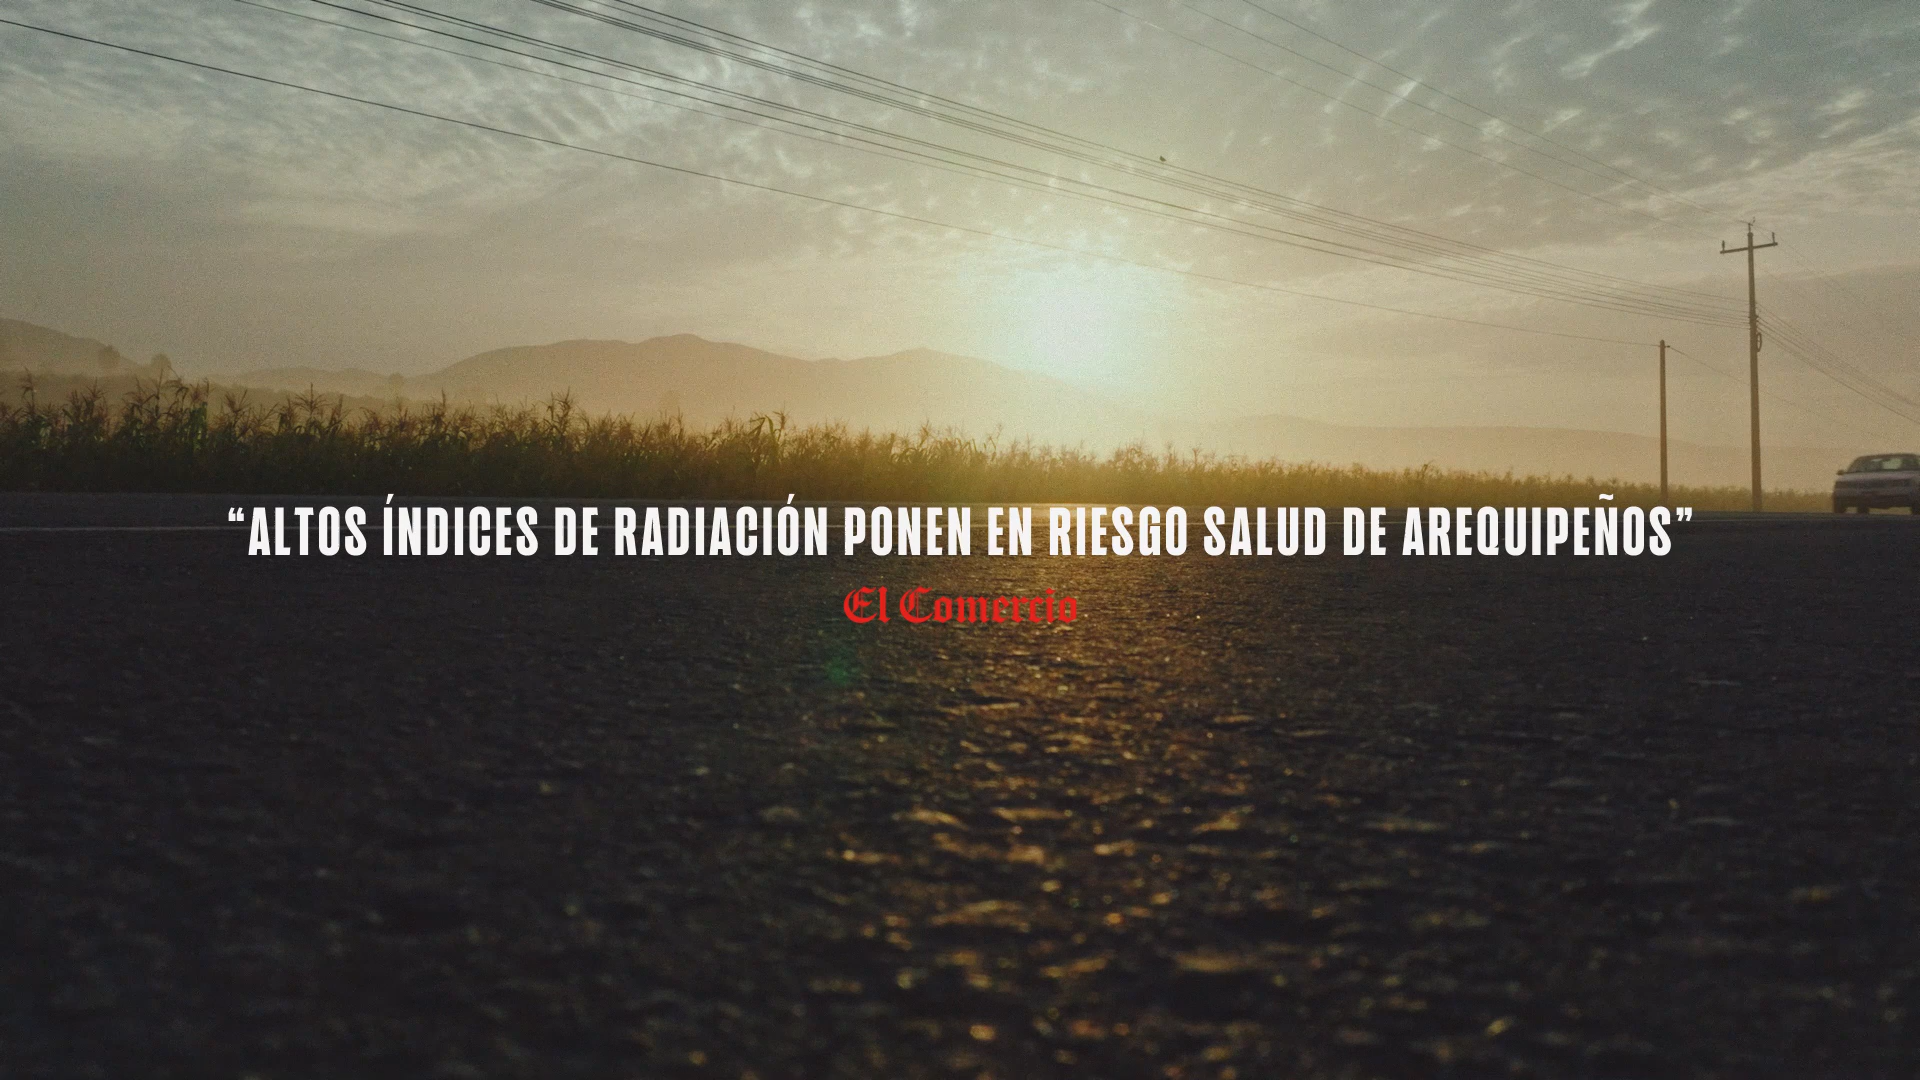 “ALTOS ÍNDICES DE RADIACIÓN PONEN EN RIESGO SALUD DE AREQUIPEÑOS”
El Comercio